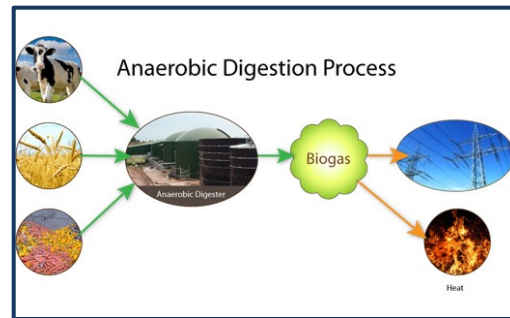 Anaerobic Digestion Process
Anaerobic Digester
Biogas
Heat